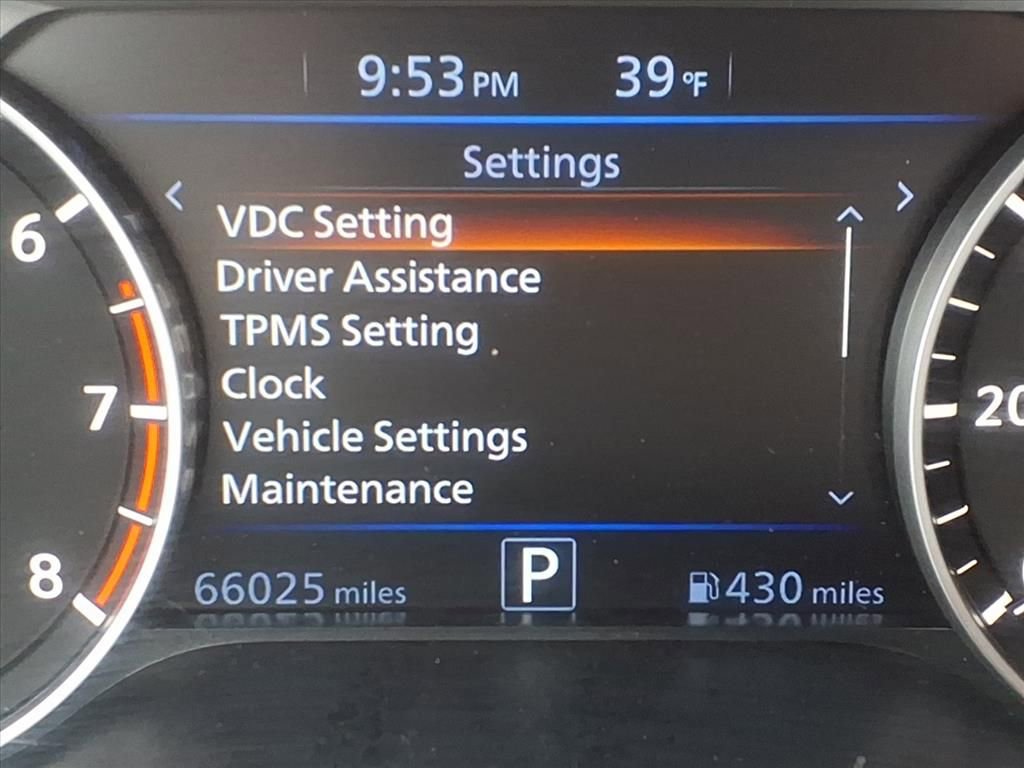 9:53 PM 39 °F
Settings
VDC Setting
Driver Assistance
TPMS Setting
Clock
Vehicle Settings
Maintenance
66025 miles P 430 miles
6
7
8
20